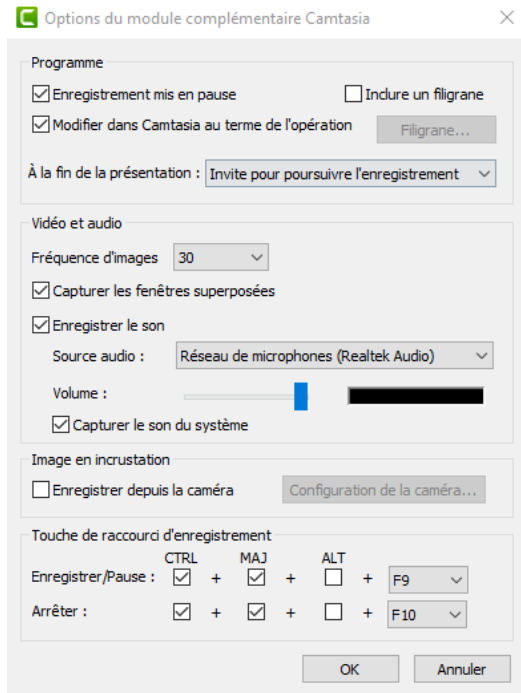 Options du module complémentaire Camtasia
Programme
Enregistrement mis en pause Inclure un filigrane
Modifier dans Camtasia au terme de l'opération Filigrane...
À la fin de la présentation : Invite pour poursuivre l'enregistrement
Vidéo et audio
Fréquence d'images 30
Capturer les fenêtres superposées
Enregistrer le son
Source audio : Réseau de microphones (Realtek Audio)
Volume :
Capturer le son du système
Image en incrustation
Enregistrer depuis la caméra Configuration de la caméra...
Touche de raccourci d'enregistrement
CTRL MAJ ALT
Enregistrer/Pause : + + + F9
Arrêter : + + + F10
OK Annuler